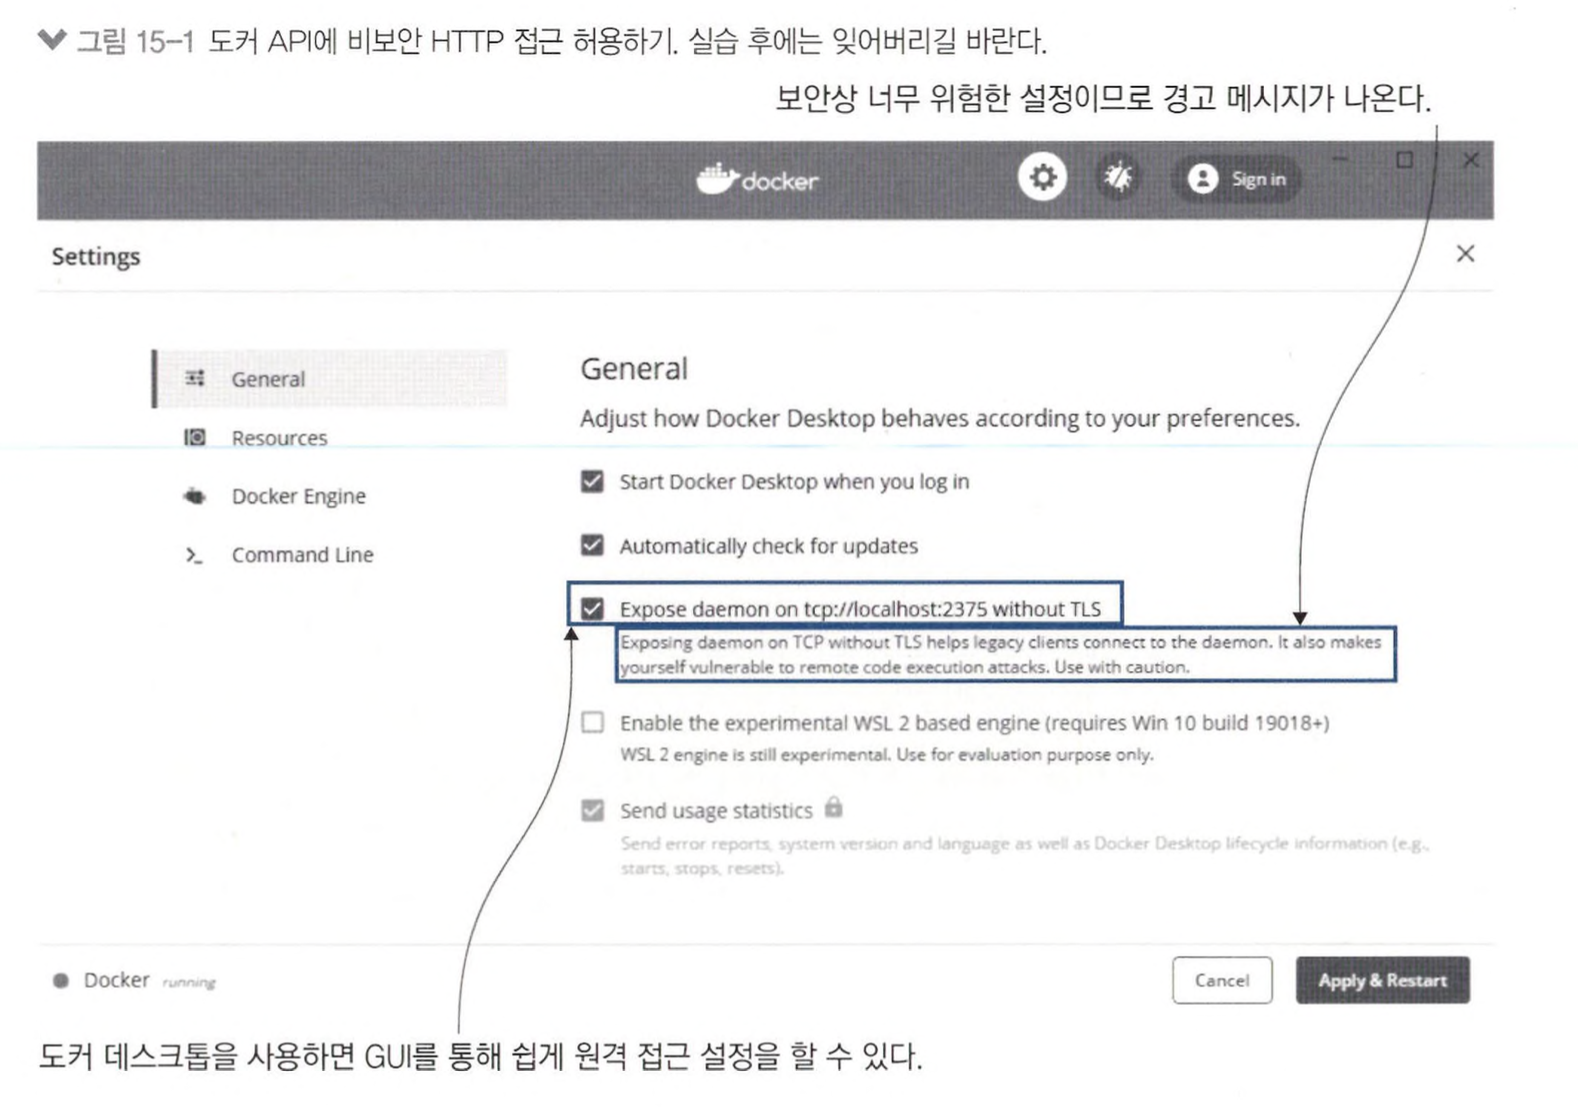 그림 15-1 도커 API에 비보안 HTTP 접근 허용하기. 실습 후에는 잊어버리길 바란다.
보안상 너무 위험한 설정이므로 경고 메시지가 나온다.
docker
Sign in
Settings
General
Resources
Docker Engine
Command Line
General
Adjust how Docker Desktop behaves according to your preferences.
Start Docker Desktop when you log in
Automatically check for updates
Expose daemon on tcp://localhost:2375 without TLS
Exposing daemon on TCP without TLS helps legacy clients connect to the daemon. It also makes
yourself vulnerable to remote code execution attacks. Use with caution.
Enable the experimental WSL 2 based engine (requires Win 10 build 19018+)
WSL 2 engine is still experimental. Use for evaluation purpose only.
Send usage statistics
Send error reports, system version and language as well as Docker Desktop lifecycle information (e.g.,
starts, stops, resets).
Docker running
Cancel
Apply & Restart
도커 데스크톱을 사용하면 GUI를 통해 쉽게 원격 접근 설정을 할 수 있다.